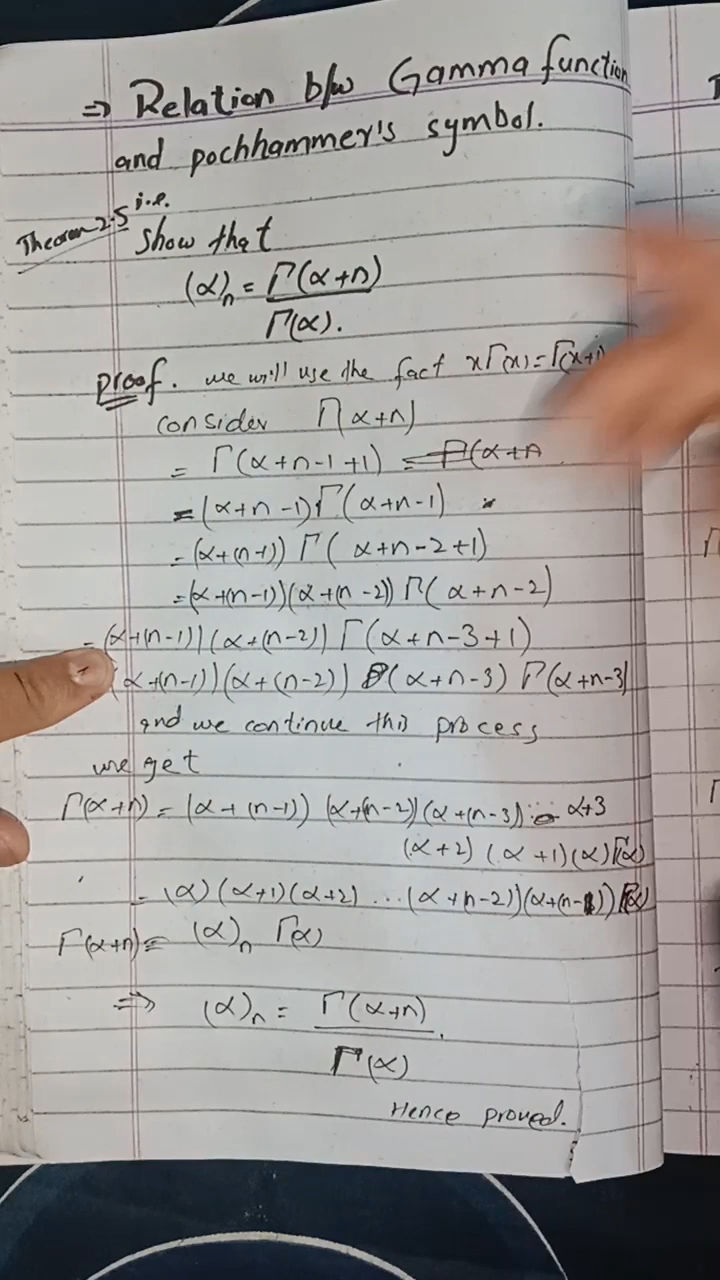 ⇒ Relation b/w Gamma function
and pochhammer's symbol.
Theorem 2.5 i.e.
show that
(α)ₙ = Γ(α+n)
Γ(α).
Proof. we will use the fact xΓ(x) = Γ(x+1)
consider Γ(α+n)
= Γ(α+n-1+1) = Γ(α+n
= (α+n-1)Γ(α+n-1)
= (α+(n-1)) Γ(α+n-2+1)
= (α+(n-1))(α+(n-2)) Γ(α+n-2)
= (α+(n-1))(α+(n-2)) Γ(α+n-3+1)
(α+(n-1))(α+(n-2)) (α+n-3) Γ(α+n-3)
and we continue this process
we get
Γ(α+n) = (α+(n-1)) (α+(n-2))(α+(n-3)) ... α+3
(α+2) (α+1)(α)Γ(α)
= (α)(α+1)(α+2) ... (α+n-2))(α+(n-1))Γ(α)
Γ(α+n) = (α)ₙ Γ(α)
⇒ (α)ₙ = Γ(α+n)
Γ(α).
Hence proved.